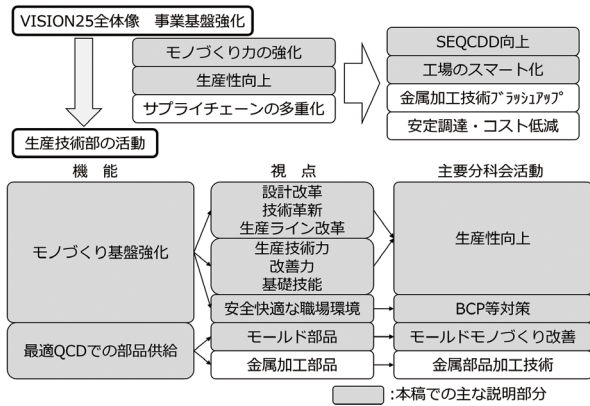 VISION25全体像　事業基盤強化
モノづくり力の強化
生産性向上
サプライチェーンの多重化
SEQCDD向上
工場のスマート化
金属加工技術ﾌﾞﾗｯｼｭｱｯﾌﾟ
安定調達・コスト低減
生産技術部の活動
機　能
視　点
主要分科会活動
モノづくり基盤強化
設計改革
技術革新
生産ライン改革
生産技術力
改善力
基礎技能
生産性向上
安全快適な職場環境
BCP等対策
最適QCDでの部品供給
モールド部品
モールドモノづくり改善
金属加工部品
金属部品加工技術
:本稿での主な説明部分